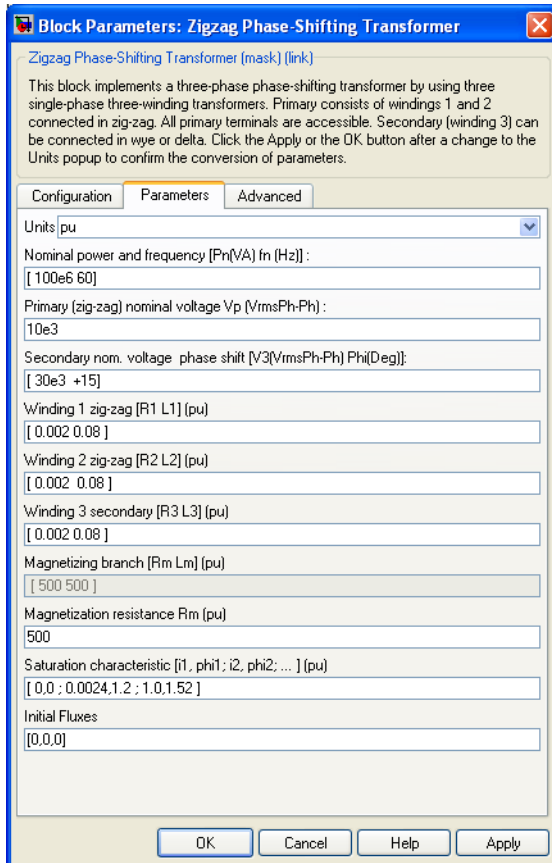 Block Parameters: Zigzag Phase-Shifting Transformer
Zigzag Phase-Shifting Transformer (mask) (link)
This block implements a three-phase phase-shifting transformer by using three
single-phase three-winding transformers. Primary consists of windings 1 and 2
connected in zig-zag. All primary terminals are accessible. Secondary (winding 3) can
be connected in wye or delta. Click the Apply or the OK button after a change to the
Units popup to confirm the conversion of parameters.
Configuration Parameters Advanced
Units pu
Nominal power and frequency [Pn(VA) fn (Hz)] :
[ 100e6 60]
Primary (zig-zag) nominal voltage Vp (VrmsPh-Ph) :
10e3
Secondary nom. voltage phase shift [V3(VrmsPh-Ph) Phi(Deg)]:
[ 30e3 +15]
Winding 1 zig-zag [R1 L1] (pu)
[ 0.002 0.08 ]
Winding 2 zig-zag [R2 L2] (pu)
[ 0.002 0.08 ]
Winding 3 secondary [R3 L3] (pu)
[ 0.002 0.08 ]
Magnetizing branch [Rm Lm] (pu)
[ 500 500 ]
Magnetization resistance Rm (pu)
500
Saturation characteristic [i1, phi1; i2, phi2; ... ] (pu)
[ 0,0 ; 0.0024,1.2 ; 1.0,1.52 ]
Initial Fluxes
[0,0,0]
OK Cancel Help Apply